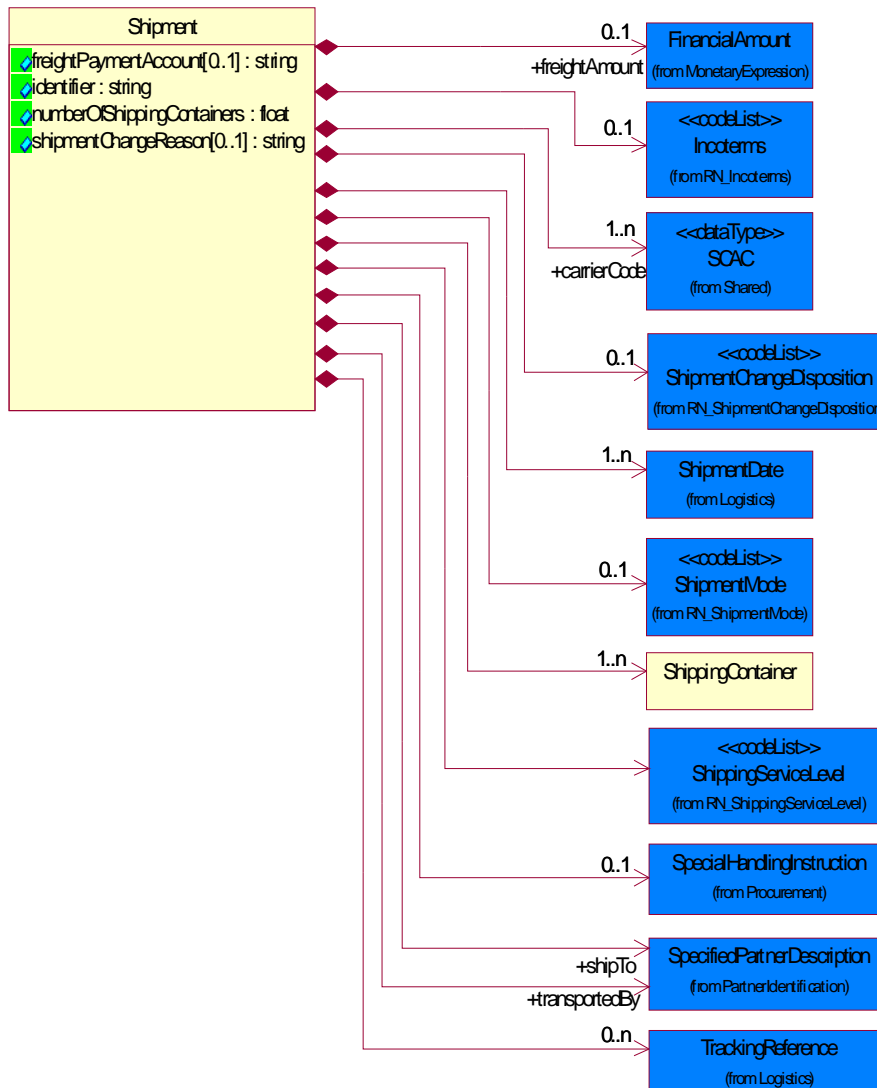 Shipment
freightPaymentAccount[0..1] : string
identifier : string
numberOfShippingContainers : float
shipmentChangeReason[0..1] : string
0..1
+freightAmount
FinancialAmount
(from MonetaryExpression)
0..1
<<codeList>>
Incoterms
(from RN_Incoterms)
1..n
+carrierCode
<<dataType>>
SCAC
(from Shared)
0..1
<<codeList>>
ShipmentChangeDisposition
(from RN_ShipmentChangeDisposition
1..n
ShipmentDate
(from Logistics)
0..1
<<codeList>>
ShipmentMode
(from RN_ShipmentMode)
1..n
ShippingContainer
<<codeList>>
ShippingServiceLevel
(from RN_ShippingServiceLevel)
0..1
SpecialHandlingInstruction
(from Procurement)
+shipTo
+transportedBy
SpecifiedPartnerDescription
(from PartnerIdentification)
0..n
TrackingReference
(from Logistics)